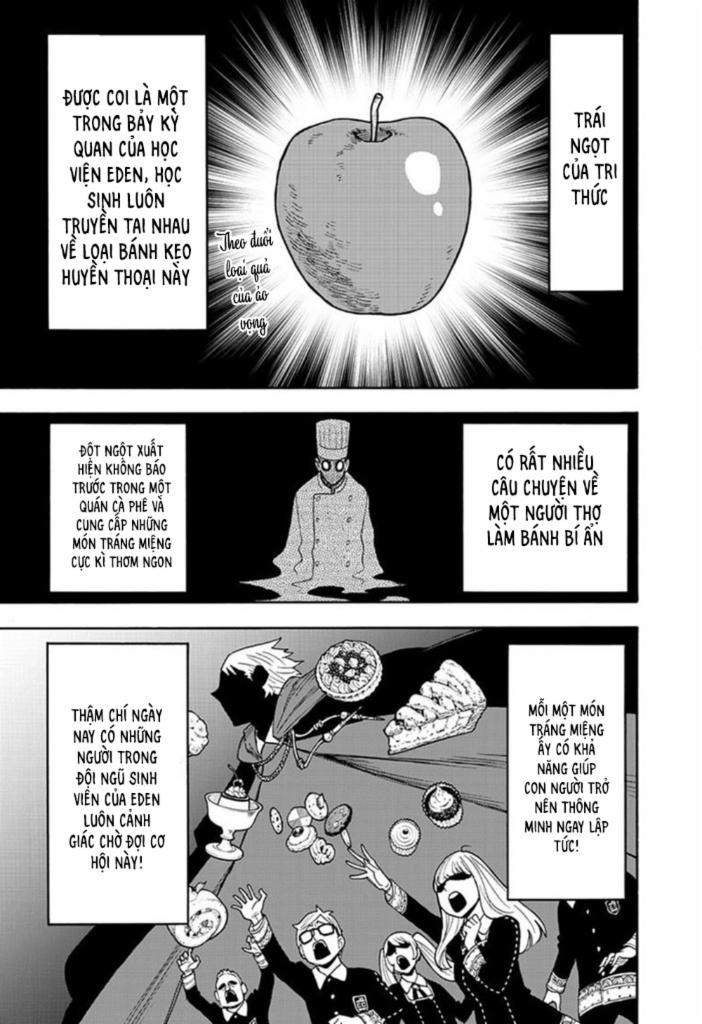 TRÁI
NGỌT
CỦA TRI
THỨC
Theo đuổi
loại quả
của ảo
vọng
ĐƯỢC COI LÀ MỘT
TRONG BẢY KỲ
QUAN CỦA HỌC
VIỆN EDEN, HỌC
SINH LUÔN
TRUYỀN TAI NHAU
VỀ LOẠI BÁNH KẸO
HUYỀN THOẠI NÀY
CÓ RẤT NHIỀU
CÂU CHUYỆN VỀ
MỘT NGƯỜI THỢ
LÀM BÁNH BÍ ẨN
ĐỘT NGỘT XUẤT
HIỆN KHÔNG BÁO
TRƯỚC TRONG MỘT
QUÁN CÀ PHÊ VÀ
CUNG CẤP NHỮNG
MÓN TRÁNG MIỆNG
CỰC KÌ THƠM NGON
MỖI MỘT MÓN
TRÁNG MIỆNG
ẤY CÓ KHẢ
NĂNG GIÚP
CON NGƯỜI TRỞ
NÊN THÔNG
MINH NGAY LẬP
TỨC!
THẬM CHÍ NGÀY
NAY CÓ NHỮNG
NGƯỜI TRONG
ĐỘI NGŨ SINH
VIÊN CỦA EDEN
LUÔN CẢNH
GIÁC CHỜ ĐỢI CƠ
HỘI NÀY!